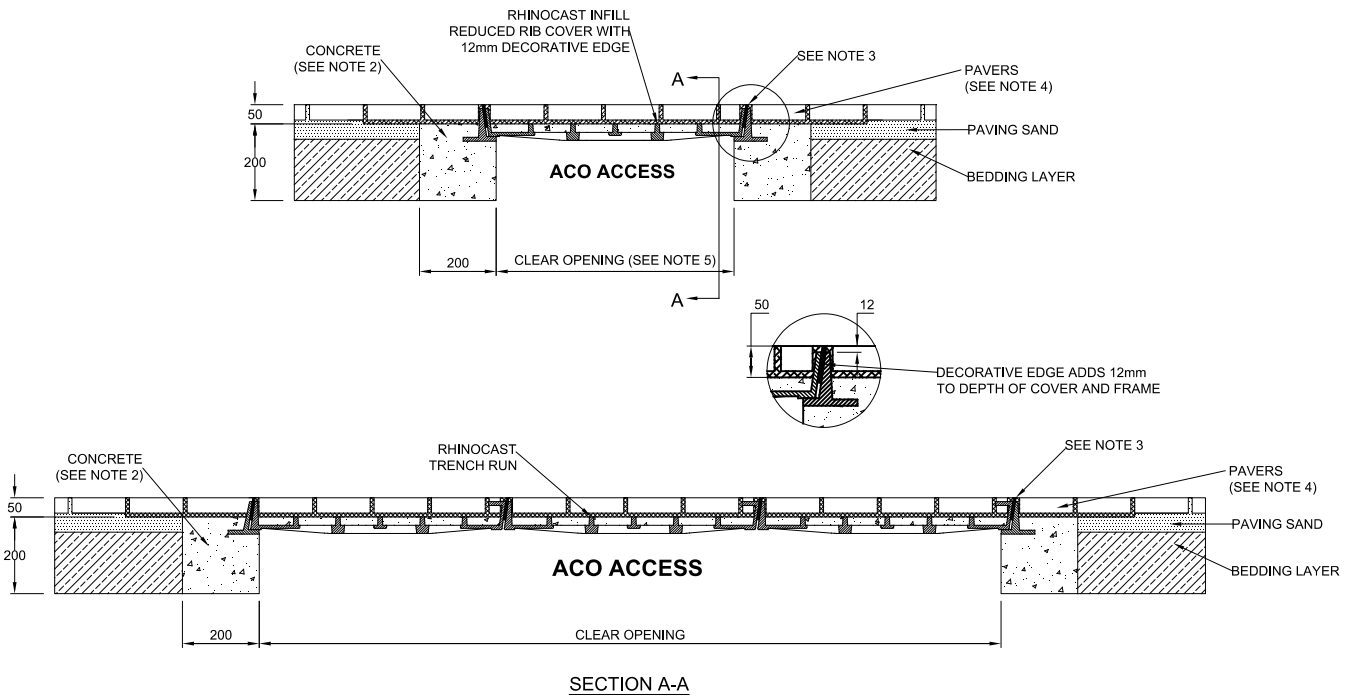 RHINOCAST INFILL
REDUCED RIB COVER WITH
12mm DECORATIVE EDGE
CONCRETE
(SEE NOTE 2)
A
SEE NOTE 3
PAVERS
(SEE NOTE 4)
50
PAVING SAND
200
ACO ACCESS
BEDDING LAYER
200
CLEAR OPENING (SEE NOTE 5)
A
50
12
DECORATIVE EDGE ADDS 12mm
TO DEPTH OF COVER AND FRAME
CONCRETE
(SEE NOTE 2)
RHINOCAST
TRENCH RUN
SEE NOTE 3
PAVERS
(SEE NOTE 4)
50
PAVING SAND
200
ACO ACCESS
BEDDING LAYER
200
CLEAR OPENING
SECTION A-A